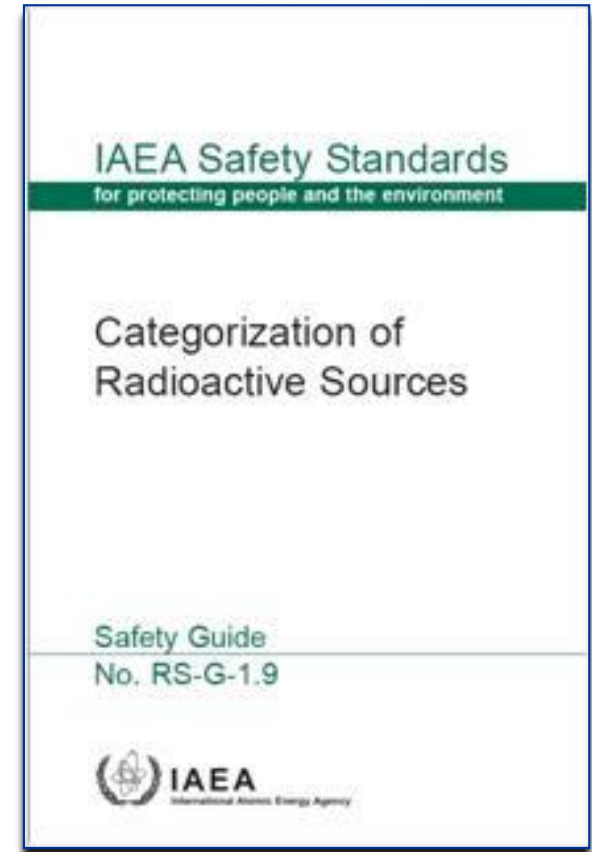 IAEA Safety Standards
for protecting people and the environment
Categorization of
Radioactive Sources
Safety Guide
No. RS-G-1.9
IAEA
International Atomic Energy Agency